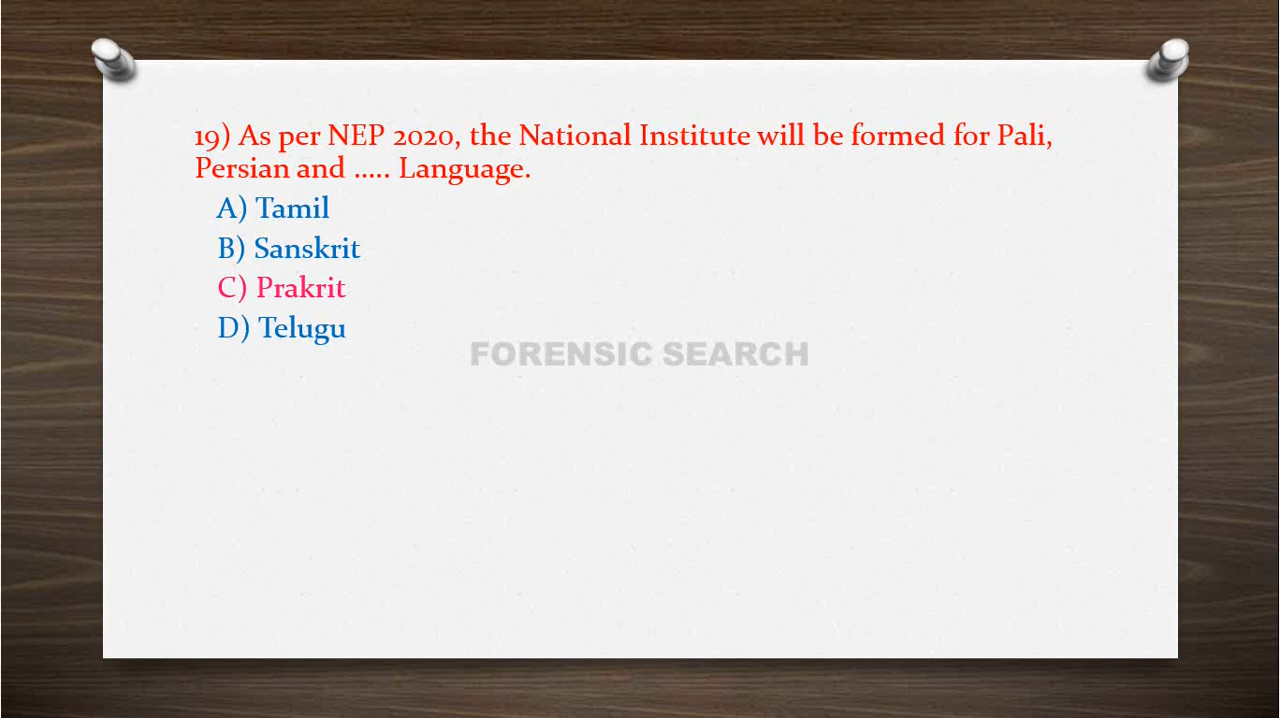 19) As per NEP 2020, the National Institute will be formed for Pali,
Persian and ..... Language.
A) Tamil
B) Sanskrit
C) Prakrit
D) Telugu
FORENSIC SEARCH